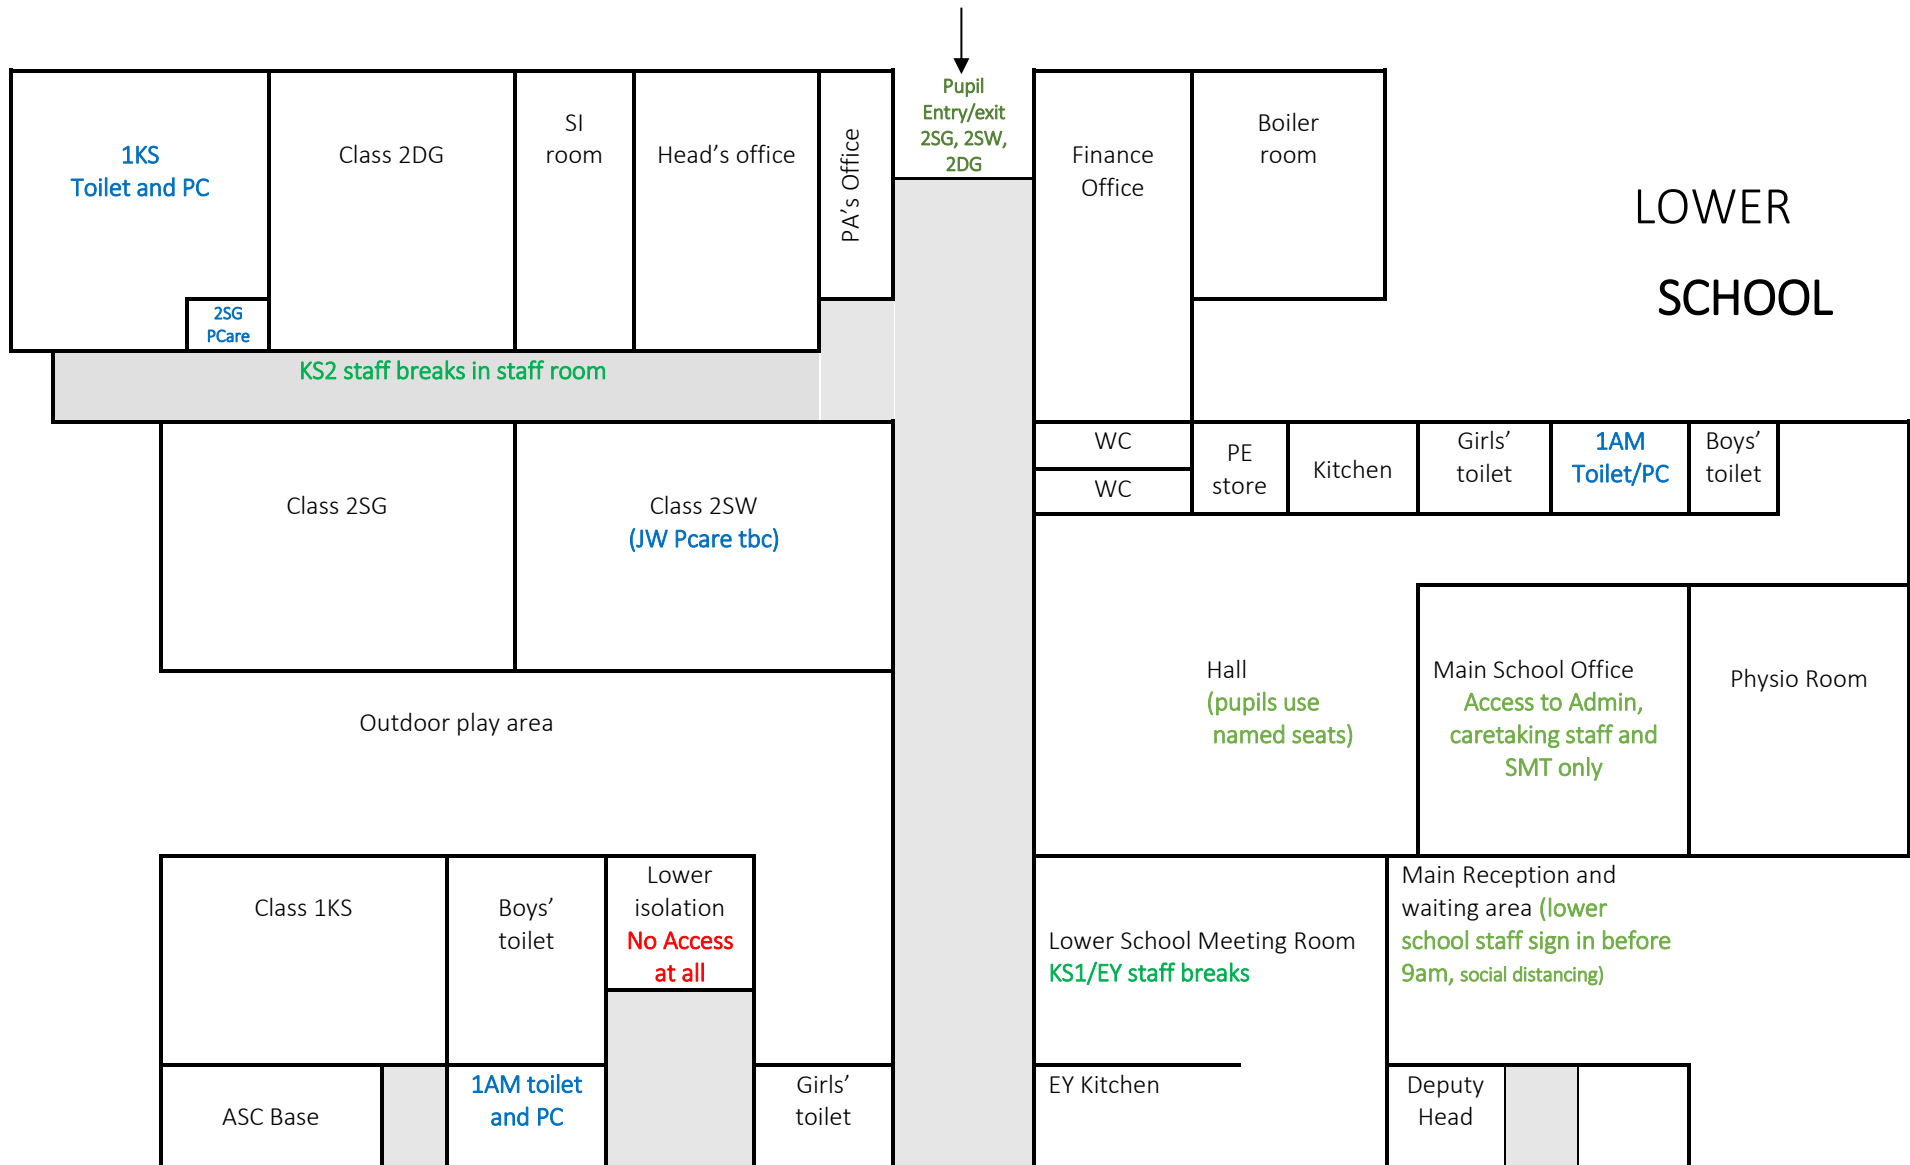 Pupil
Entry/exit
2SG, 2SW,
2DG
1KS
Toilet and PC
Class 2DG
SI
room
Head's office
PA's Office
Finance
Office
Boiler
room
LOWER
SCHOOL
2SG
PCare
KS2 staff breaks in staff room
Class 2SG
Class 2SW
(JW Pcare tbc)
WC
WC
PE
store
Kitchen
Girls'
toilet
1AM
Toilet/PC
Boys'
toilet
Outdoor play area
Hall
(pupils use
named seats)
Main School Office
Access to Admin,
caretaking staff and
SMT only
Physio Room
Class 1KS
Boys'
toilet
Lower
isolation
No Access
at all
Lower School Meeting Room
KS1/EY staff breaks
Main Reception and
waiting area (lower
school staff sign in before
9am, social distancing)
ASC Base
1AM toilet
and PC
Girls'
toilet
EY Kitchen
Deputy
Head